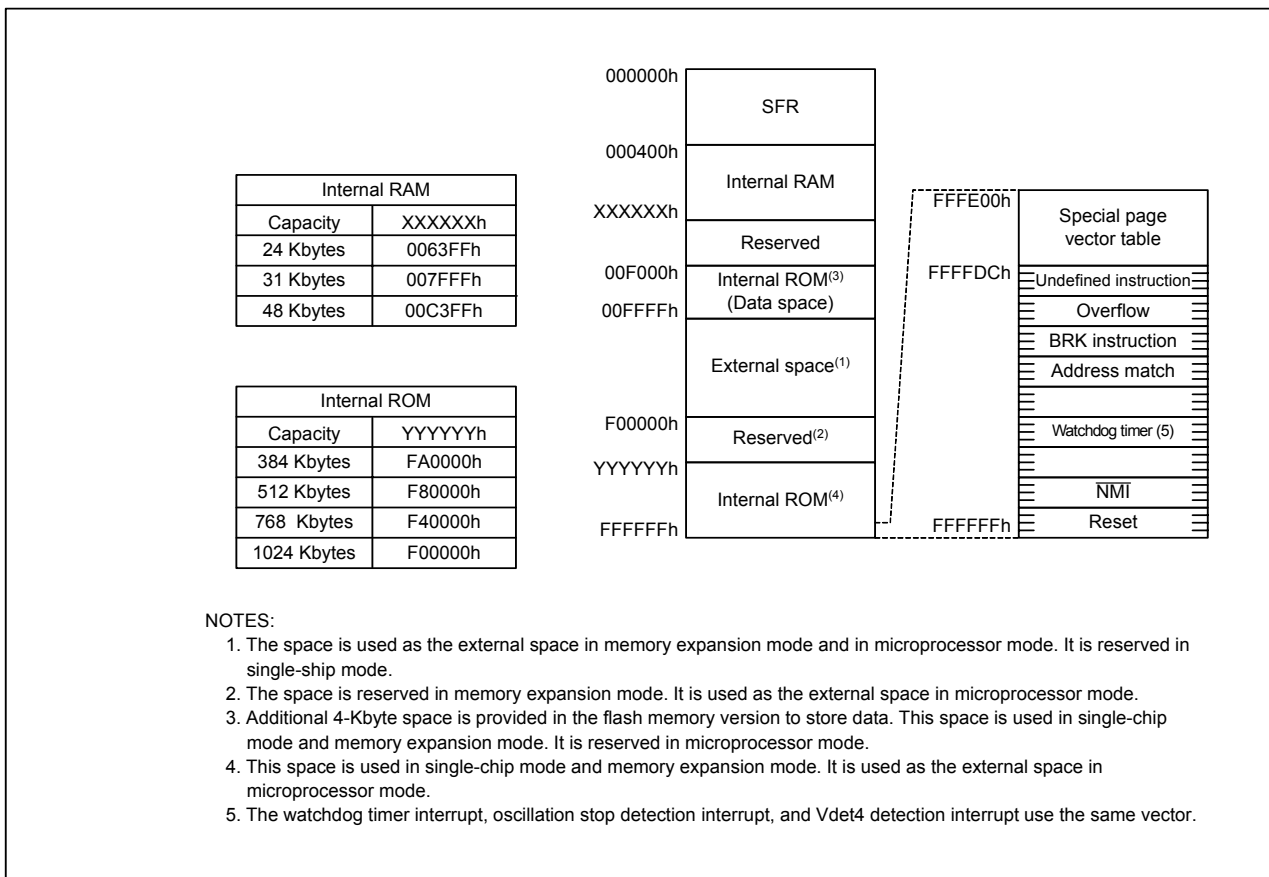 Internal RAM
Capacity XXXXXXh
24 Kbytes 0063FFh
31 Kbytes 007FFFh
48 Kbytes 00C3FFh
Internal ROM
Capacity YYYYYYh
384 Kbytes FA0000h
512 Kbytes F80000h
768 Kbytes F40000h
1024 Kbytes F00000h
000000h
SFR
000400h
Internal RAM
XXXXXXh
Reserved
00F000h
Internal ROM(3)
(Data space)
00FFFFh
External space(1)
F00000h
Reserved(2)
YYYYYYh
Internal ROM(4)
FFFFFFh
FFFE00h
Special page
vector table
FFFFDCh
Undefined instruction
Overflow
BRK instruction
Address match
Watchdog timer (5)
NMI
Reset
FFFFFFh
NOTES:
1. The space is used as the external space in memory expansion mode and in microprocessor mode. It is reserved in
single-ship mode.
2. The space is reserved in memory expansion mode. It is used as the external space in microprocessor mode.
3. Additional 4-Kbyte space is provided in the flash memory version to store data. This space is used in single-chip
mode and memory expansion mode. It is reserved in microprocessor mode.
4. This space is used in single-chip mode and memory expansion mode. It is used as the external space in
microprocessor mode.
5. The watchdog timer interrupt, oscillation stop detection interrupt, and Vdet4 detection interrupt use the same vector.